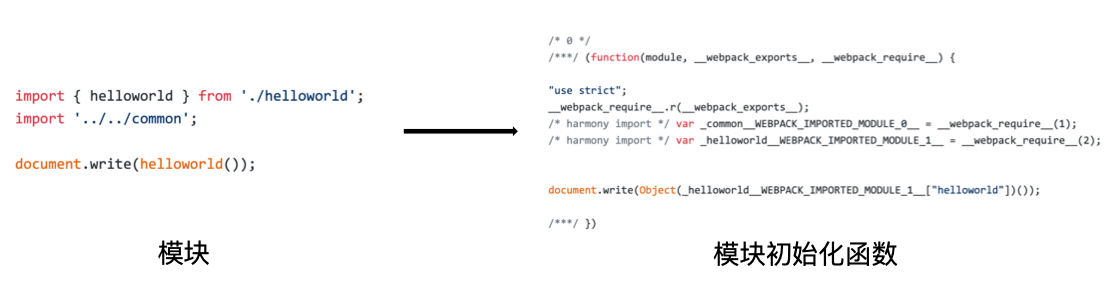 import { helloworld } from './helloworld';
import '../../common';
document.write(helloworld());
模块
/* 0 */
/***/ (function(module, __webpack_exports__, __webpack_require__) {
"use strict";
__webpack_require__.r(__webpack_exports__);
/* harmony import */ var _common__WEBPACK_IMPORTED_MODULE_0__ = __webpack_require__(1);
/* harmony import */ var _helloworld__WEBPACK_IMPORTED_MODULE_1__ = __webpack_require__(2);
document.write(Object(_helloworld__WEBPACK_IMPORTED_MODULE_1__["helloworld"])());
/***/ })
模块初始化函数